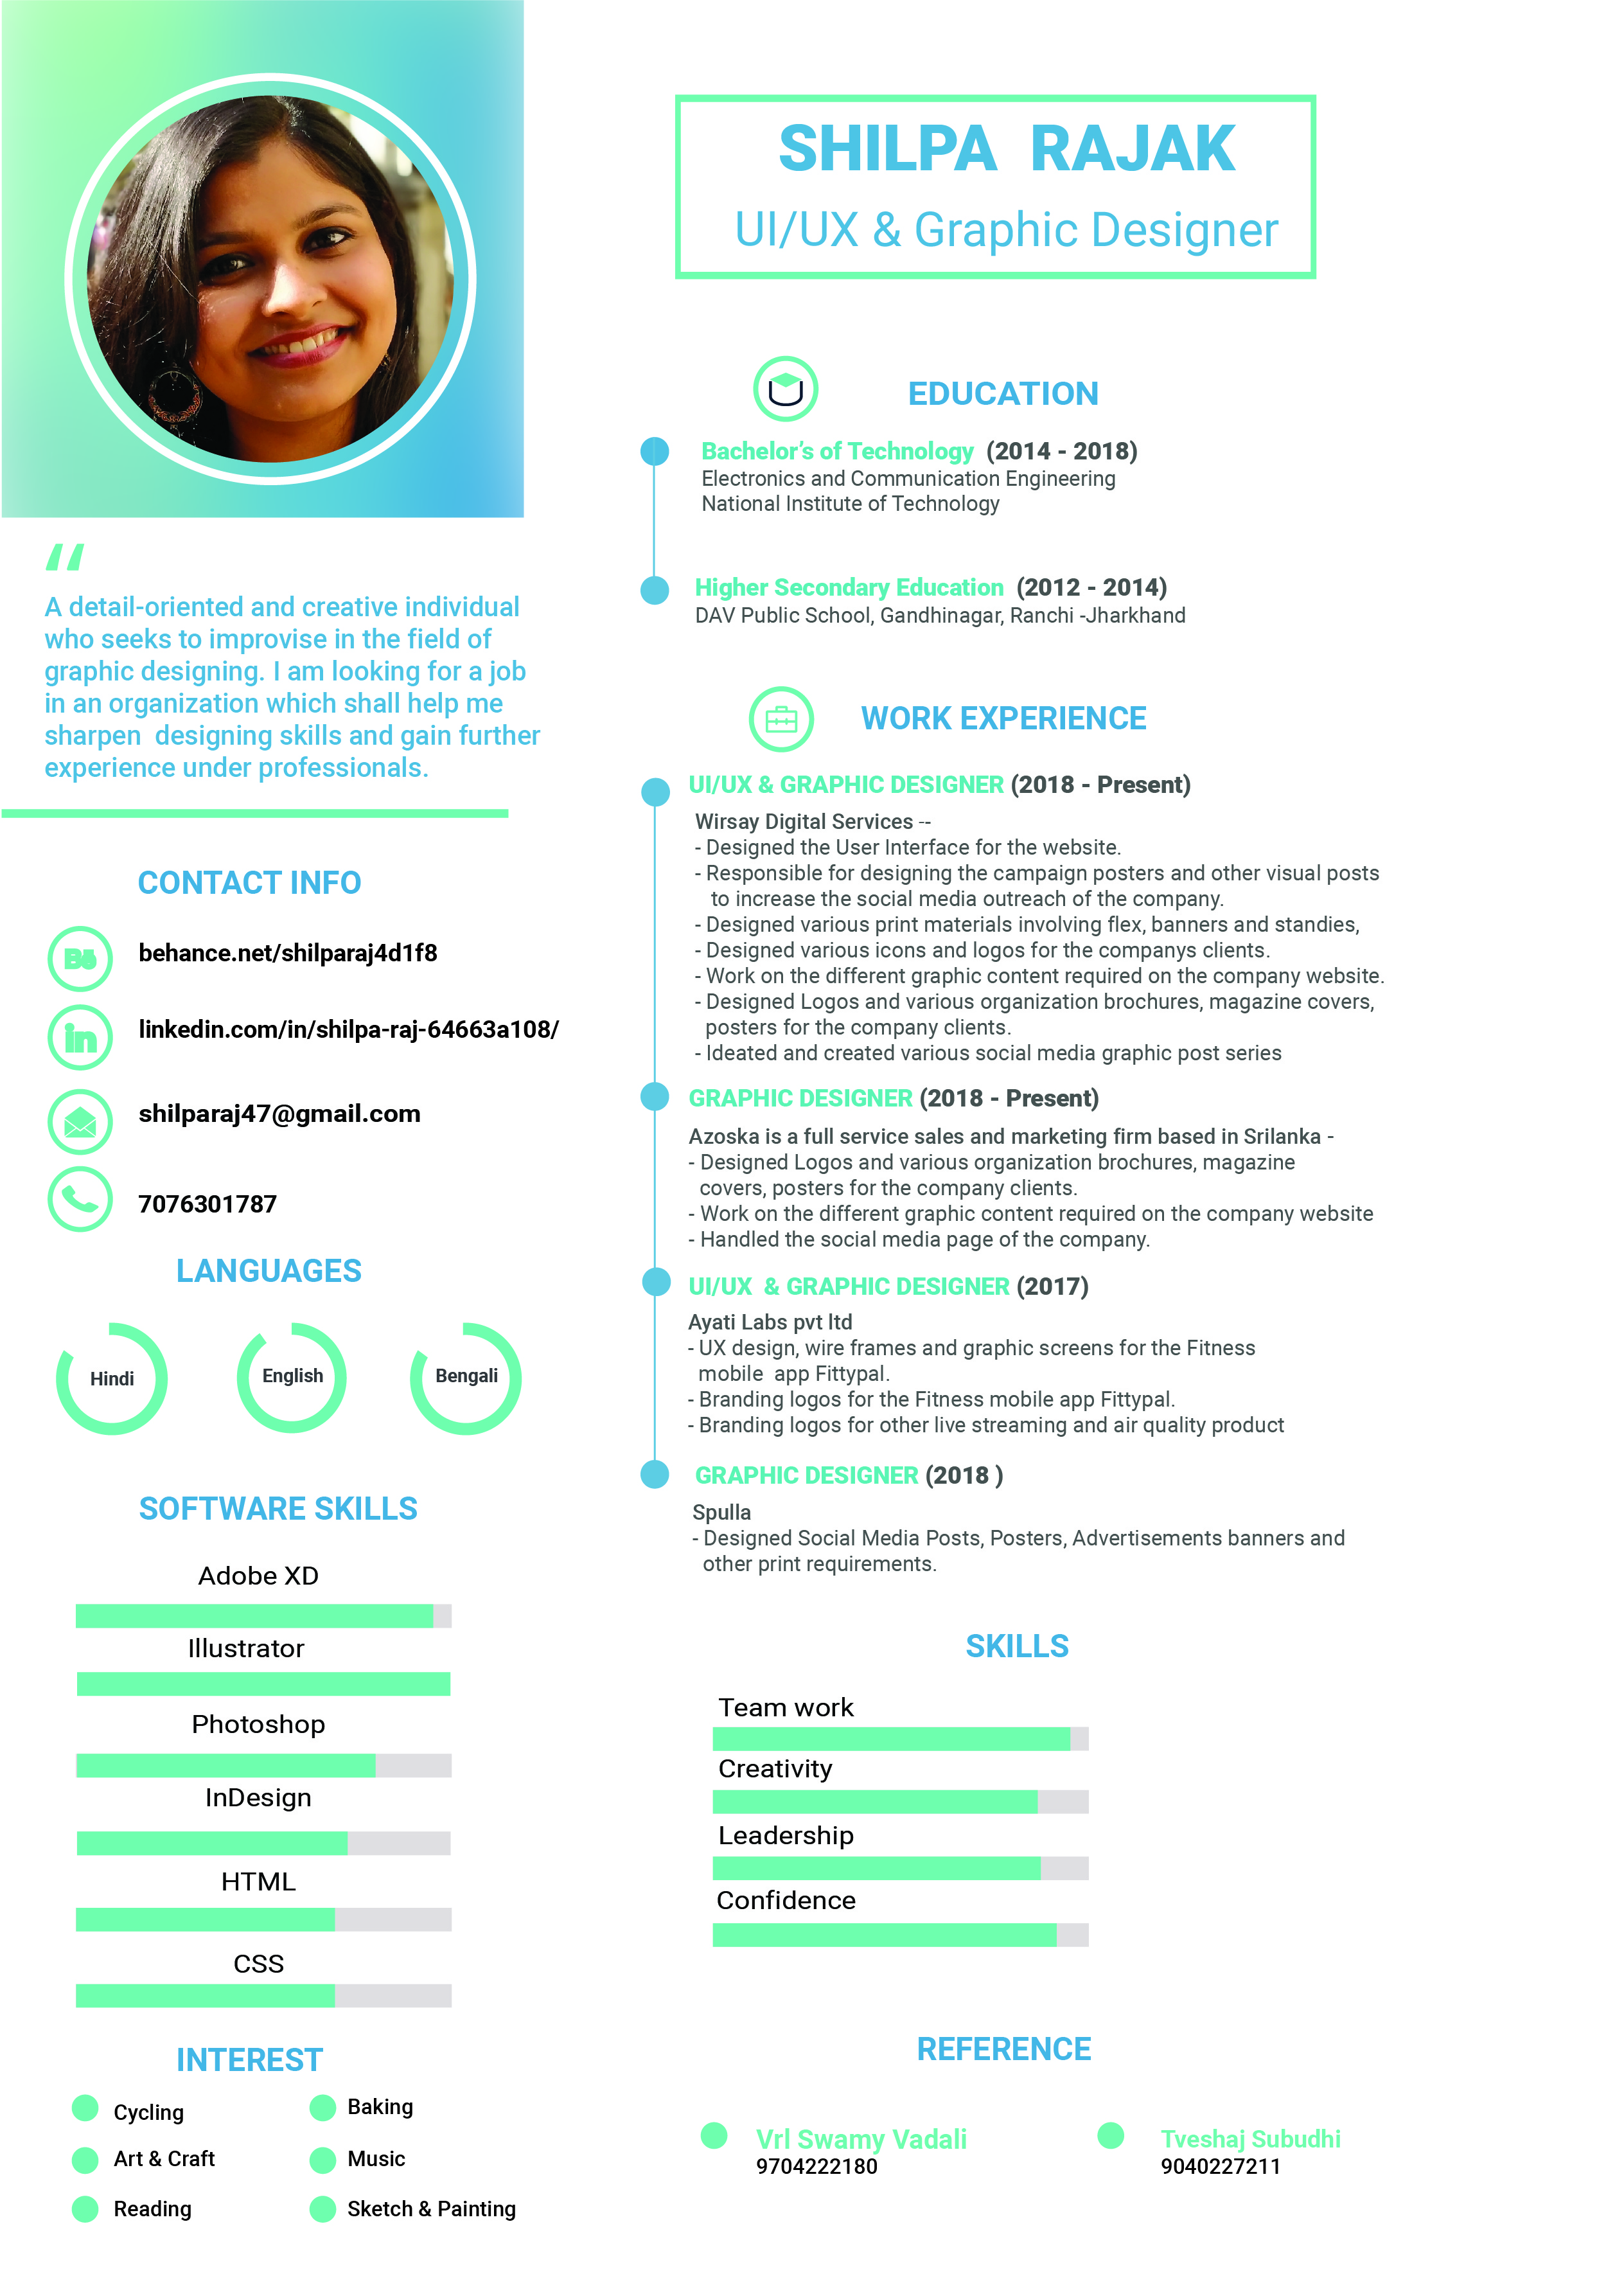 SHILPA  RAJAK
UI/UX & Graphic Designer
“
A detail-oriented and creative individual
who seeks to improvise in the field of
graphic designing. I am looking for a job
in an organization which shall help me
sharpen  designing skills and gain further
experience under professionals.
CONTACT INFO
Bē
behance.net/shilparaj4d1f8
in
linkedin.com/in/shilpa-raj-64663a108/
shilparaj47@gmail.com
7076301787
LANGUAGES
Hindi
English
Bengali
SOFTWARE SKILLS
Adobe XD
Illustrator
Photoshop
InDesign
HTML
CSS
INTEREST
Cycling
Baking
Art & Craft
Music
Reading
Sketch & Painting
EDUCATION
Bachelor’s of Technology  (2014 - 2018)
Electronics and Communication Engineering
National Institute of Technology
Higher Secondary Education  (2012 - 2014)
DAV Public School, Gandhinagar, Ranchi -Jharkhand
WORK EXPERIENCE
UI/UX & GRAPHIC DESIGNER (2018 - Present)
Wirsay Digital Services --
- Designed the User Interface for the website.
- Responsible for designing the campaign posters and other visual posts
to increase the social media outreach of the company.
- Designed various print materials involving flex, banners and standies,
- Designed various icons and logos for the companys clients.
- Work on the different graphic content required on the company website.
- Designed Logos and various organization brochures, magazine covers,
posters for the company clients.
- Ideated and created various social media graphic post series
GRAPHIC DESIGNER (2018 - Present)
Azoska is a full service sales and marketing firm based in Srilanka -
- Designed Logos and various organization brochures, magazine
covers, posters for the company clients.
- Work on the different graphic content required on the company website
- Handled the social media page of the company.
UI/UX  & GRAPHIC DESIGNER (2017)
Ayati Labs pvt ltd
- UX design, wire frames and graphic screens for the Fitness
mobile  app Fittypal.
- Branding logos for the Fitness mobile app Fittypal.
- Branding logos for other live streaming and air quality product
GRAPHIC DESIGNER (2018 )
Spulla
- Designed Social Media Posts, Posters, Advertisements banners and
other print requirements.
SKILLS
Team work
Creativity
Leadership
Confidence
REFERENCE
Vrl Swamy Vadali
9704222180
Tveshaj Subudhi
9040227211